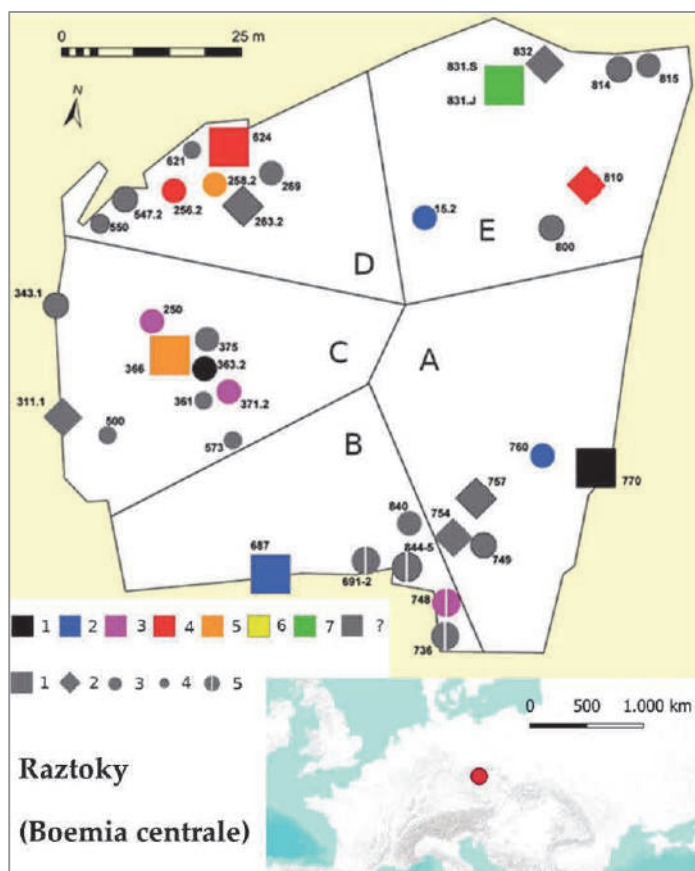 0 25 m
N
831.S
832
831.J
814
815
624
621
258.2
269
547.2
256.2
263.2
550
810
15.2
800
D
E
343.1
250
375
366
363.2
361
371.2
C
A
311.1
500
573
B
760
770
757
754
749
840
844-5
687
691-2
748
736
1 2 3 4 5 6 7 ?
1 2 3 4 5
0 500 1.000 km
Raztoky
(Boemia centrale)